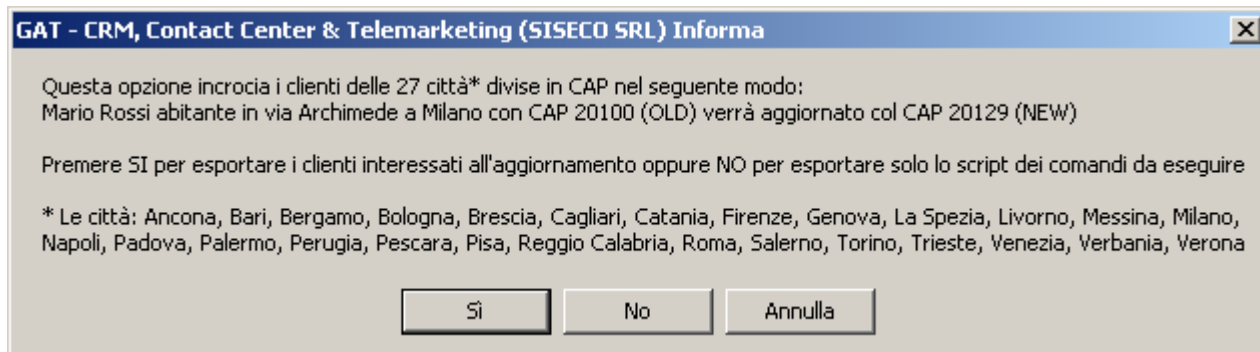 GAT - CRM, Contact Center & Telemarketing (SISECO SRL) Informa
Questa opzione incrocia i clienti delle 27 città* divise in CAP nel seguente modo:
Mario Rossi abitante in via Archimede a Milano con CAP 20100 (OLD) verrà aggiornato col CAP 20129 (NEW)
Premere SI per esportare i clienti interessati all'aggiornamento oppure NO per esportare solo lo script dei comandi da eseguire
* Le città: Ancona, Bari, Bergamo, Bologna, Brescia, Cagliari, Catania, Firenze, Genova, La Spezia, Livorno, Messina, Milano,
Napoli, Padova, Palermo, Perugia, Pescara, Pisa, Reggio Calabria, Roma, Salerno, Torino, Trieste, Venezia, Verbania, Verona
Sì No Annulla